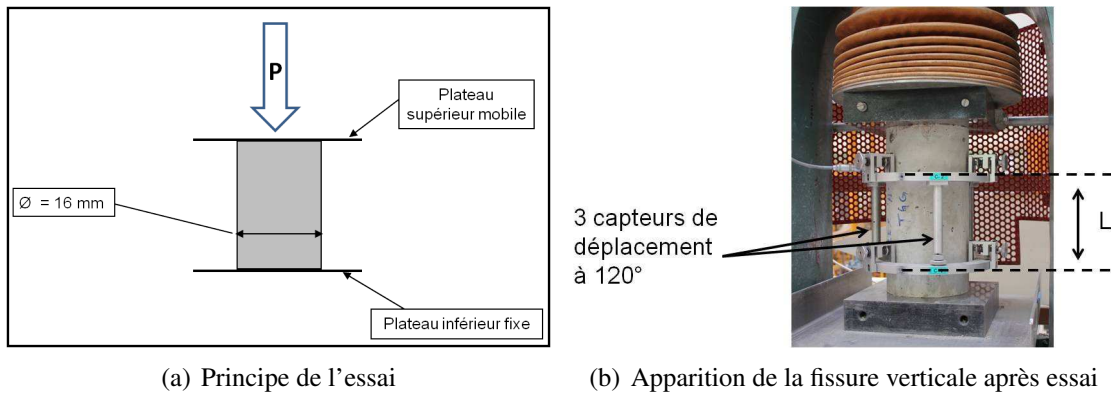 P
Plateau
supérieur mobile
Ø = 16 mm
Plateau inférieur fixe
3 capteurs de
déplacement
à 120°
L
(a) Principe de l'essai
(b) Apparition de la fissure verticale après essai